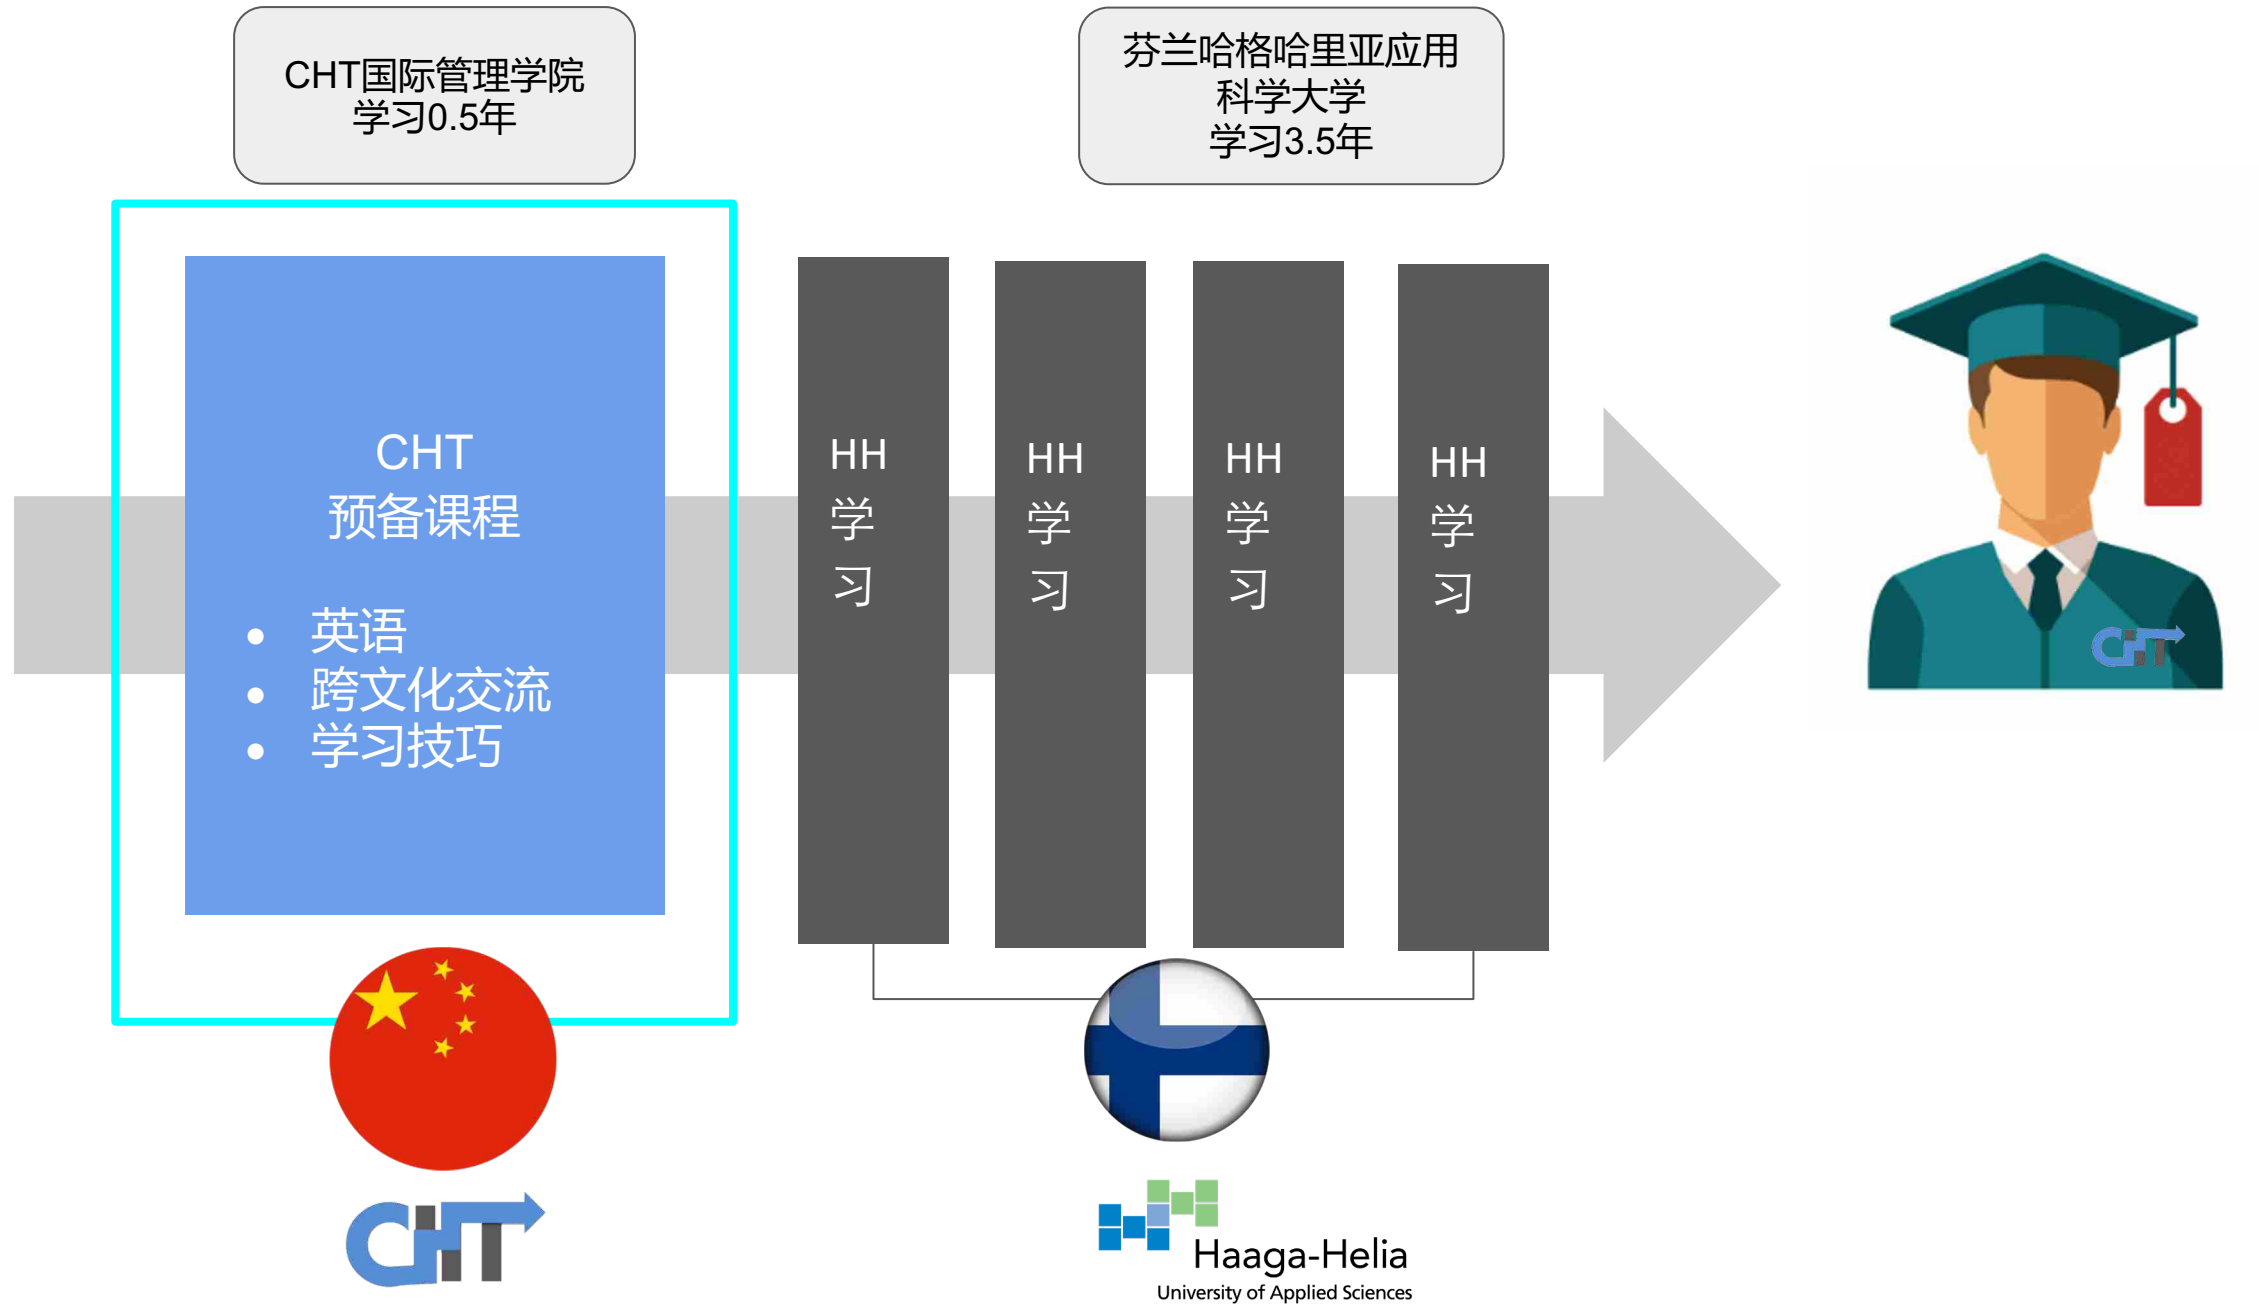 CHT国际管理学院
学习0.5年
芬兰哈格哈里亚应用
科学大学
学习3.5年
CHT
预备课程
• 英语
• 跨文化交流
• 学习技巧
HH
学
习
HH
学
习
HH
学
习
HH
学
习
CHT
CHT
Haaga-Helia
University of Applied Sciences